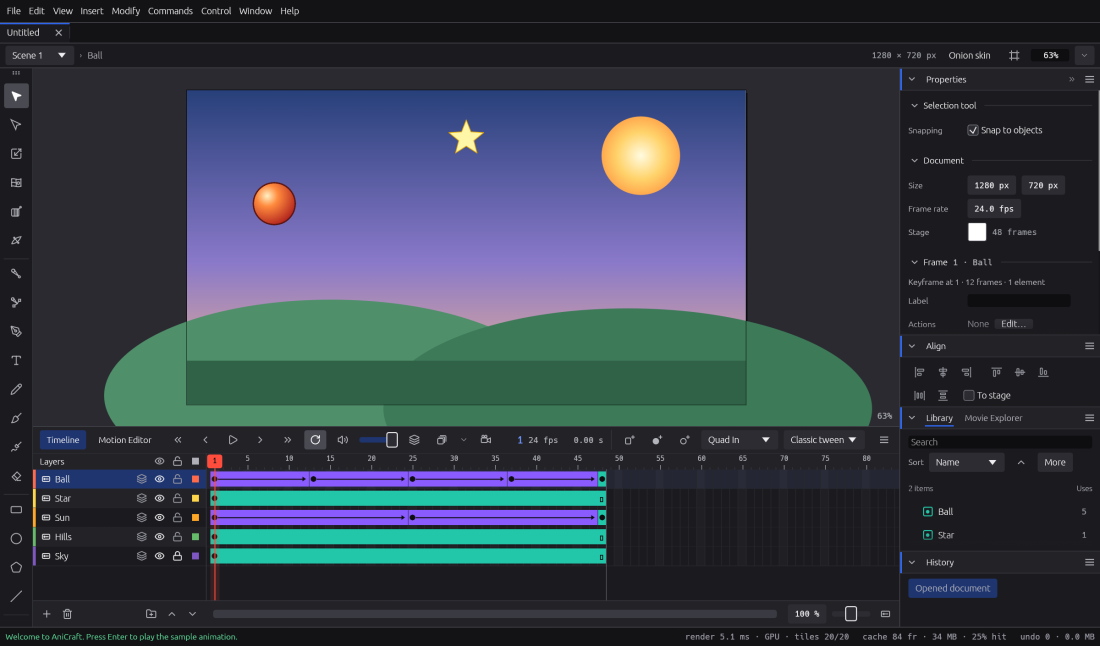 File Edit View Insert Modify Commands Control Window Help
Untitled
Scene 1 › Ball 1280 × 720 px Onion skin 63%
Properties
Selection tool
Snapping Snap to objects
Document
Size 1280 px 720 px
Frame rate 24.0 fps
Stage 48 frames
Frame 1 · Ball
Keyframe at 1 · 12 frames · 1 element
Label
Actions None Edit…
Align
To stage
Library Movie Explorer
Search
Sort Name More
2 Items Uses
Ball 5
Star 1
History
Opened document
63%
Timeline Motion Editor 1 24 fps 0.00 s Quad In Classic tween
Layers 1 5 10 15 20 25 30 35 40 45 50 55 60 65 70 75 80
Ball
Star
Sun
Hills
Sky
100 %
Welcome to AniCraft. Press Enter to play the sample animation. render 5.1 ms · GPU · tiles 20/20 cache 84 fr · 34 MB · 25% hit undo 0 · 0.0 MB